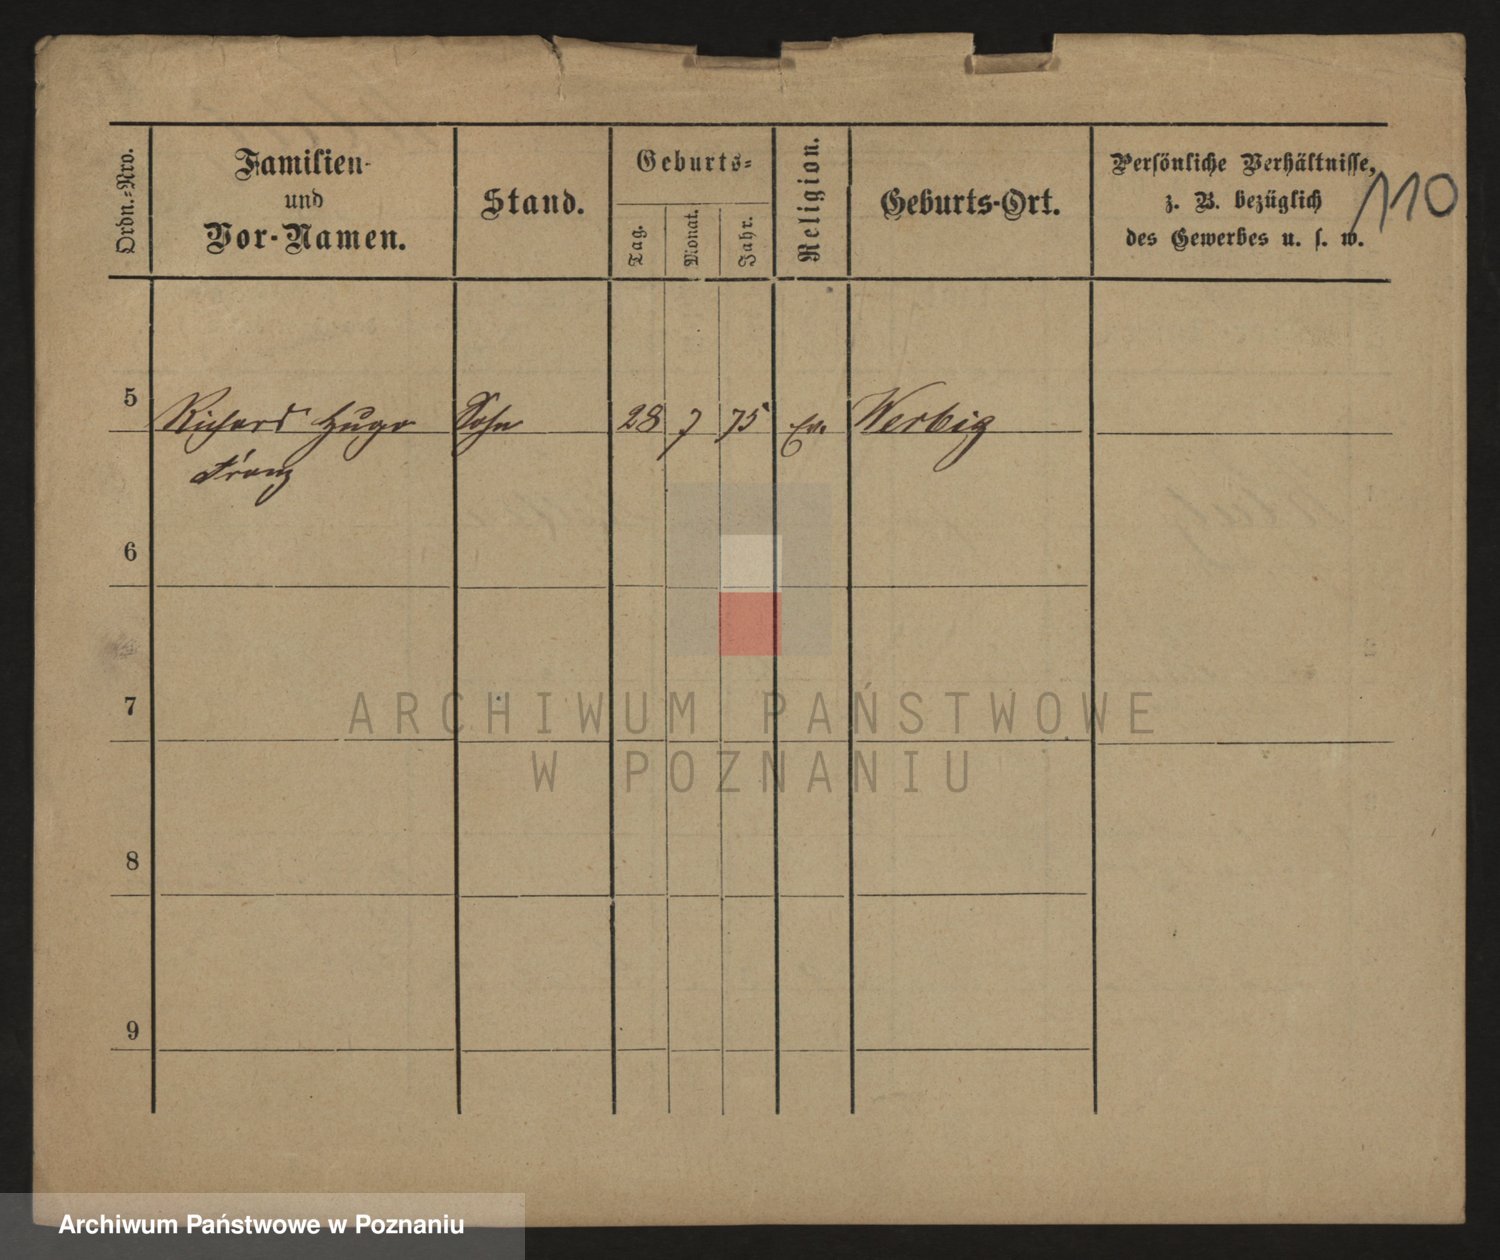 110
Ordn.-Nro.
Familien-
und
Vor-Namen.
Stand.
Geburts-
Tag.
Monat.
Jahr.
Religion.
Geburts-Ort.
Persönliche Verhältnisse,
z. B. bezüglich
des Gewerbes u. s. w.
5 Richard Hugo Sohn 28 7 75 ev. Werbig
Franz
6
7
8
9
ARCHIWUM PAŃSTWOWE
W POZNANIU
Archiwum Państwowe w Poznaniu